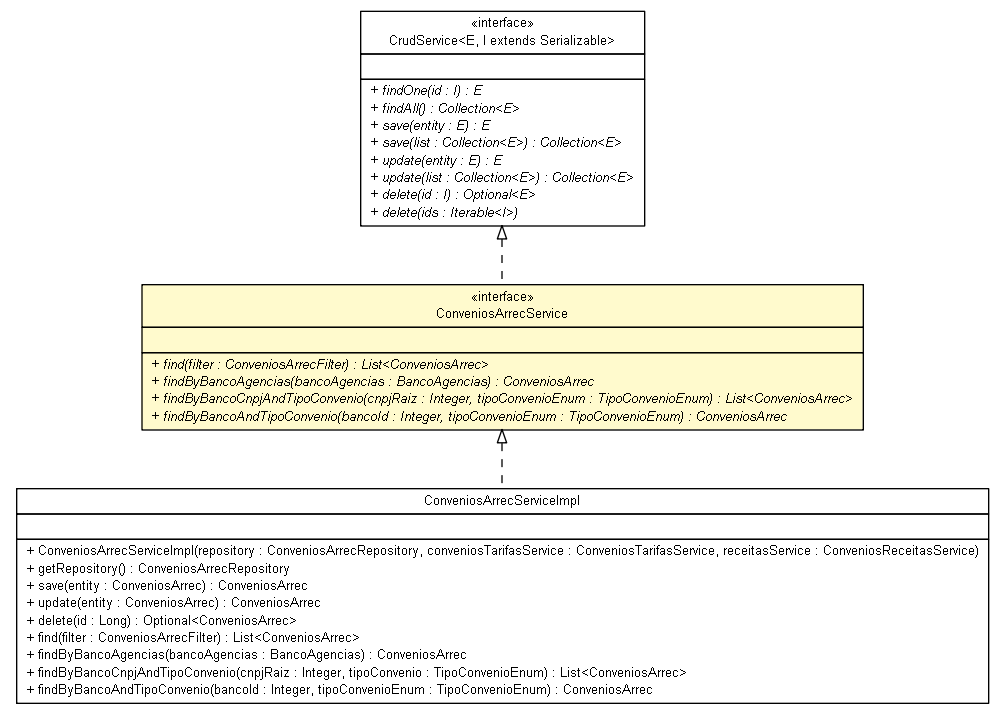 «interface»
CrudService<E, I extends Serializable>
+ findOne(id : I) : E
+ findAll() : Collection<E>
+ save(entity : E) : E
+ save(list : Collection<E>) : Collection<E>
+ update(entity : E) : E
+ update(list : Collection<E>) : Collection<E>
+ delete(id : I) : Optional<E>
+ delete(ids : Iterable<I>)
«interface»
ConveniosArrecService
+ find(filter : ConveniosArrecFilter) : List<ConveniosArrec>
+ findByBancoAgencias(bancoAgencias : BancoAgencias) : ConveniosArrec
+ findByBancoCnpjAndTipoConvenio(cnpjRaiz : Integer, tipoConvenioEnum : TipoConvenioEnum) : List<ConveniosArrec>
+ findByBancoAndTipoConvenio(bancoId : Integer, tipoConvenioEnum : TipoConvenioEnum) : ConveniosArrec
ConveniosArrecServiceImpl
+ ConveniosArrecServiceImpl(repository : ConveniosArrecRepository, conveniosTarifasService : ConveniosTarifasService, receitasService : ConveniosReceitasService)
+ getRepository() : ConveniosArrecRepository
+ save(entity : ConveniosArrec) : ConveniosArrec
+ update(entity : ConveniosArrec) : ConveniosArrec
+ delete(id : Long) : Optional<ConveniosArrec>
+ find(filter : ConveniosArrecFilter) : List<ConveniosArrec>
+ findByBancoAgencias(bancoAgencias : BancoAgencias) : ConveniosArrec
+ findByBancoCnpjAndTipoConvenio(cnpjRaiz : Integer, tipoConvenio : TipoConvenioEnum) : List<ConveniosArrec>
+ findByBancoAndTipoConvenio(bancoId : Integer, tipoConvenioEnum : TipoConvenioEnum) : ConveniosArrec